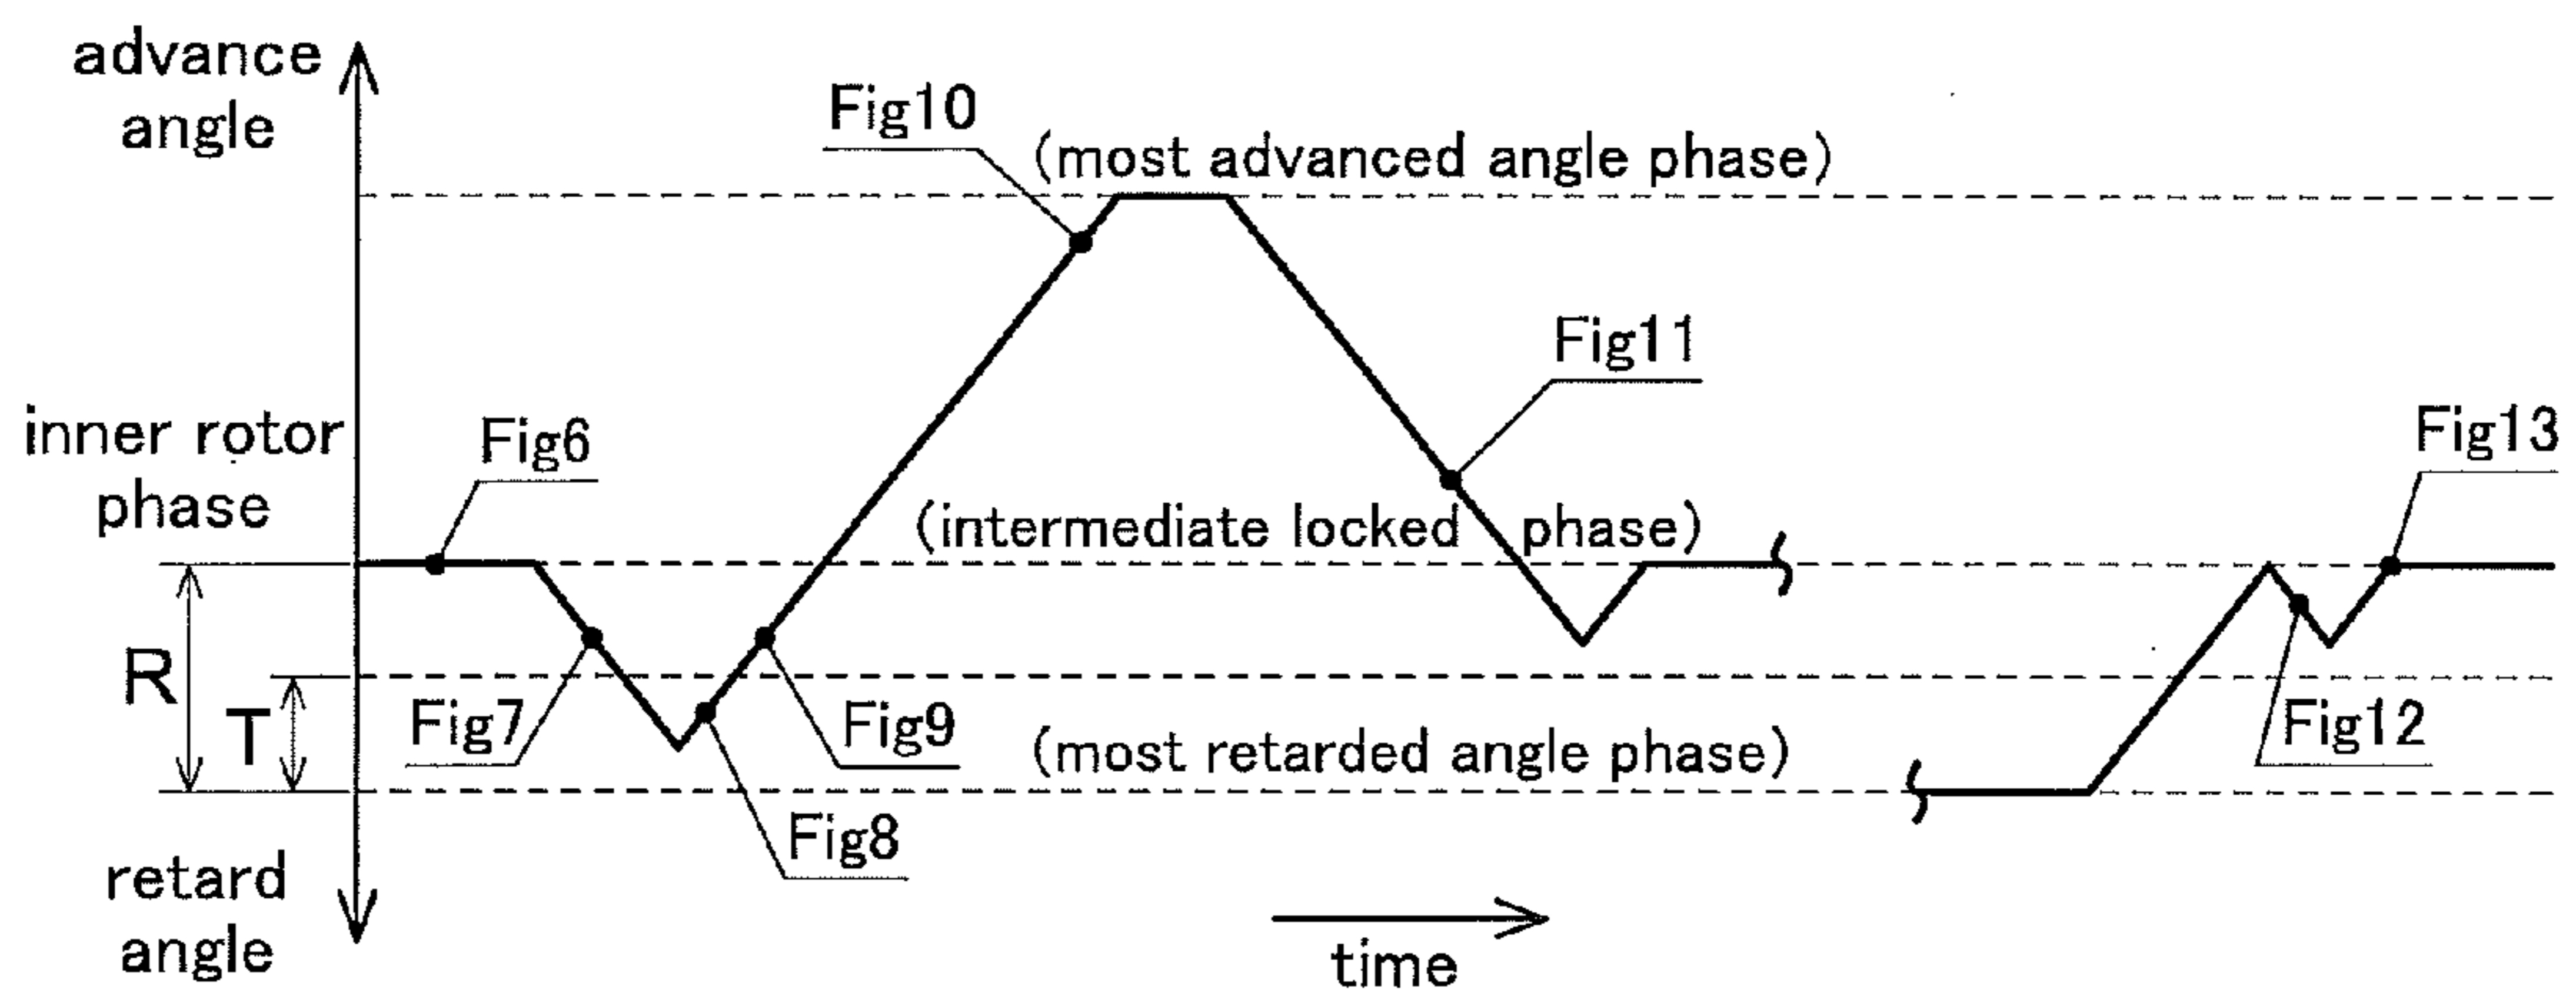 advance
angle
Fig10
(most advanced angle phase)
Fig11
inner rotor
phase
Fig6
Fig13
(intermediate locked phase)
R
T
Fig7
Fig9
(most retarded angle phase)
Fig12
Fig8
retard
angle
time